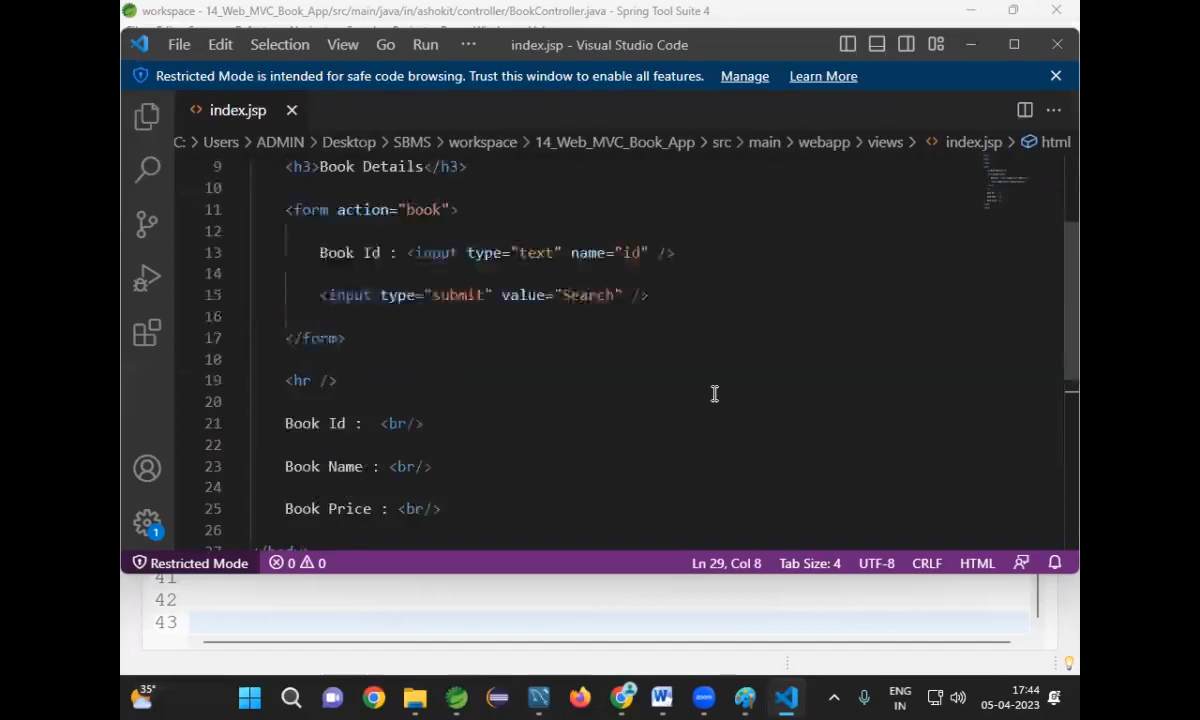 workspace - 14_Web_MVC_Book_App/src/main/java/in/ashokit/controller/BookController.java - Spring Tool Suite 4
File Edit Selection View Go Run ··· index.jsp - Visual Studio Code
Restricted Mode is intended for safe code browsing. Trust this window to enable all features. Manage Learn More
<> index.jsp
C: > Users > ADMIN > Desktop > SBMS > workspace > 14_Web_MVC_Book_App > src > main > webapp > views > <> index.jsp > html
9 <h3>Book Details</h3>
10
11 <form action="book">
12
13 Book Id : <input type="text" name="id" />
14
15 <input type="submit" value="Search" />
16
17 </form>
18
19 <hr />
20
21 Book Id : <br/>
22
23 Book Name : <br/>
24
25 Book Price : <br/>
26
27 </body>
1
Restricted Mode 0 0 Ln 29, Col 8 Tab Size: 4 UTF-8 CRLF HTML
41
42
43
35°
zoom
ENG
IN
17:44
05-04-2023